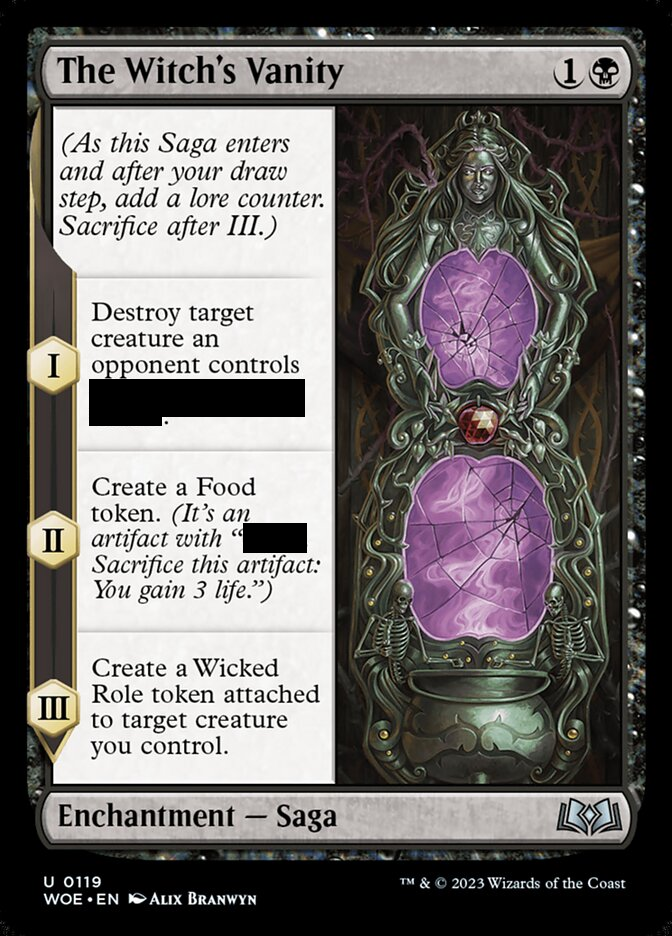 The Witch's Vanity 1
(As this Saga enters
and after your draw
step, add a lore counter.
Sacrifice after III.)
I
Destroy target
creature an
opponent controls
.
II
Create a Food
token. (It's an
artifact with “
Sacrifice this artifact:
You gain 3 life.”)
III
Create a Wicked
Role token attached
to target creature
you control.
Enchantment — Saga
U 0119
WOE • EN Alix Branwyn
™ & © 2023 Wizards of the Coast